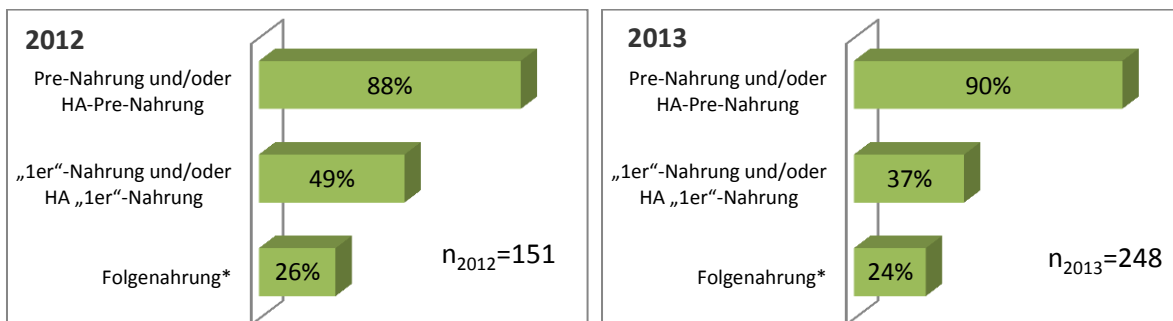 2012
Pre-Nahrung und/oder
HA-Pre-Nahrung
88%
„1er“-Nahrung und/oder
HA „1er“-Nahrung
49%
Folgenahrung*
26%
n2012=151
2013
Pre-Nahrung und/oder
HA-Pre-Nahrung
90%
„1er“-Nahrung und/oder
HA „1er“-Nahrung
37%
Folgenahrung*
24%
n2013=248